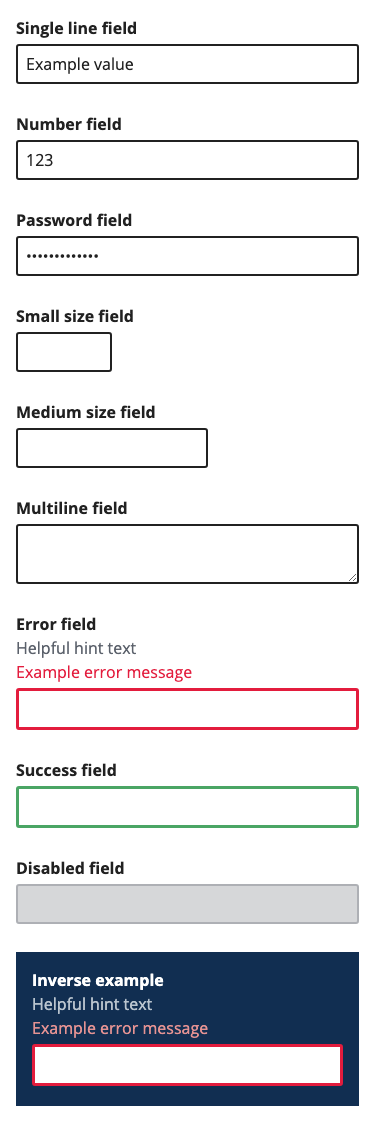 Single line field
Example value
Number field
123
Password field
•••••••••••••
Small size field
Medium size field
Multiline field
Error field
Helpful hint text
Example error message
Success field
Disabled field
Inverse example
Helpful hint text
Example error message